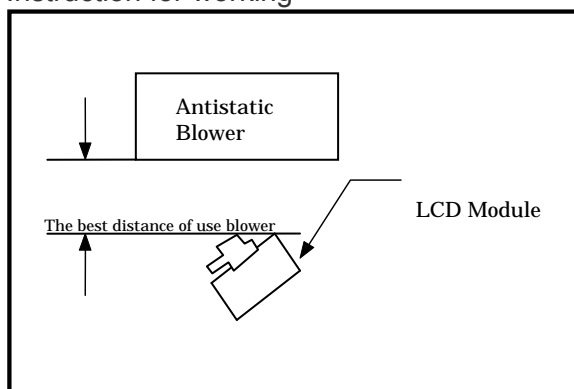 Instruction for working
Antistatic
Blower
The best distance of use blower
LCD Module